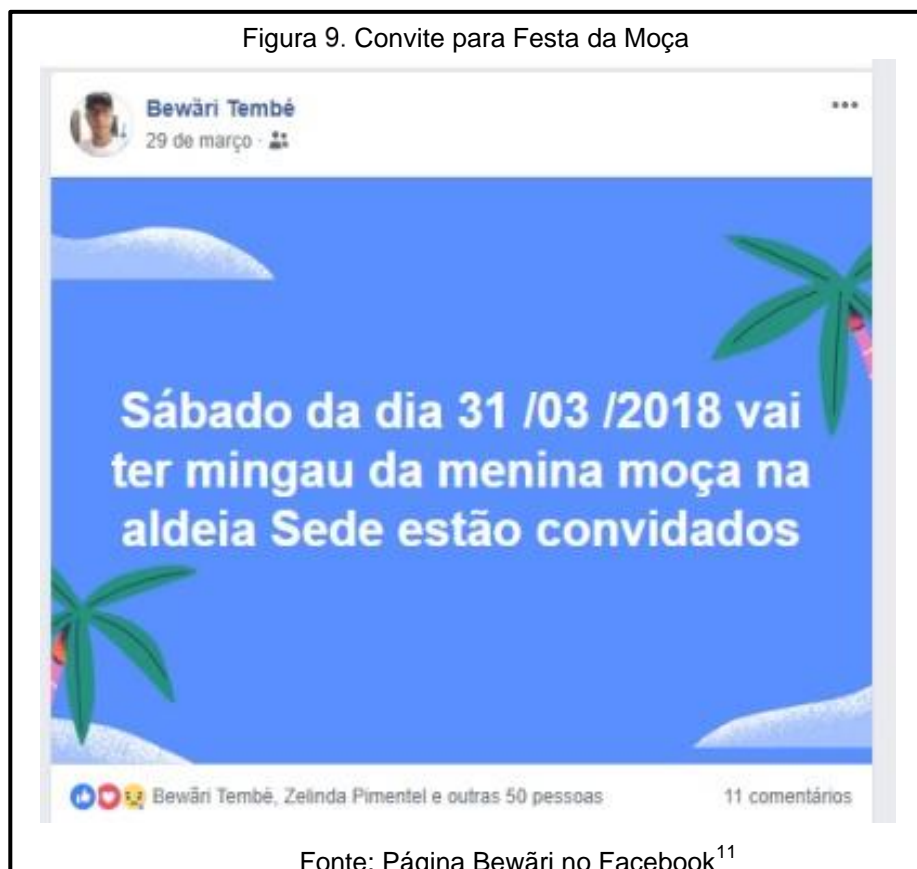 Figura 9. Convite para Festa da Moça
Bewãri Tembé
29 de março ·
Sábado da dia 31 /03 /2018 vai
ter mingau da menina moça na
aldeia Sede estão convidados
Bewãri Tembé, Zelinda Pimentel e outras 50 pessoas
11 comentários
Fonte: Página Bewãri no Facebook11